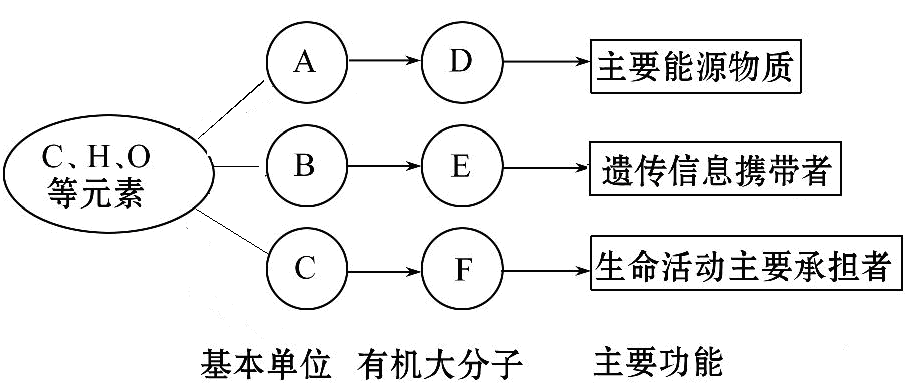 A
D
主要能源物质
C、H、O
等元素
B
E
遗传信息携带者
C
F
生命活动主要承担者
基本单位 有机大分子 主要功能